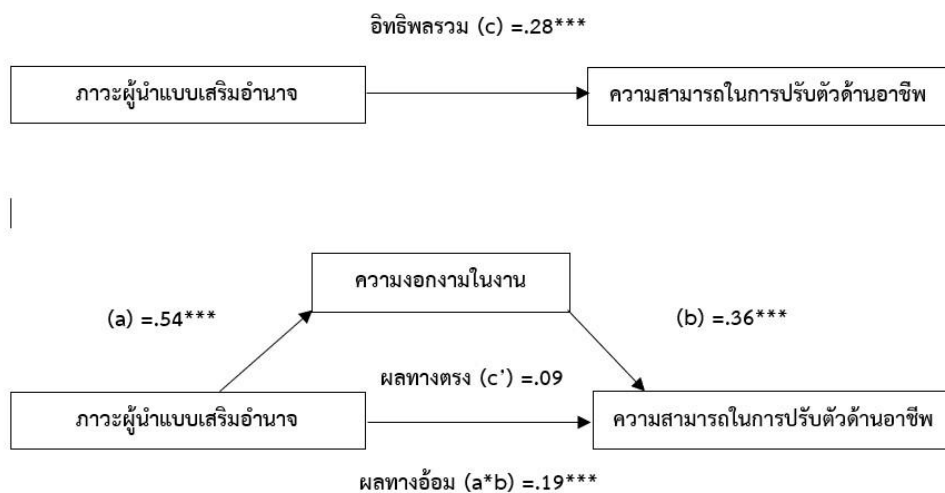 อิทธิพลรวม (c) =.28***
ภาวะผู้นำแบบเสริมอำนาจ
ความสามารถในการปรับตัวด้านอาชีพ
ความงอกงามในงาน
(a) =.54***
(b) =.36***
ผลทางตรง (c’) =.09
ภาวะผู้นำแบบเสริมอำนาจ
ความสามารถในการปรับตัวด้านอาชีพ
ผลทางอ้อม (a*b) =.19***